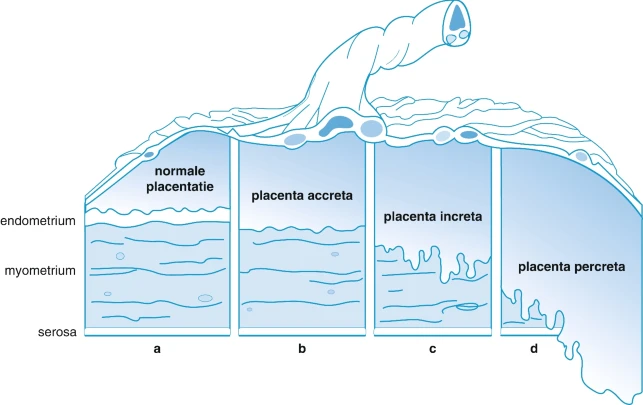 normale
placentatie
placenta accreta
placenta increta
placenta percreta
endometrium
myometrium
serosa
a
b
c
d